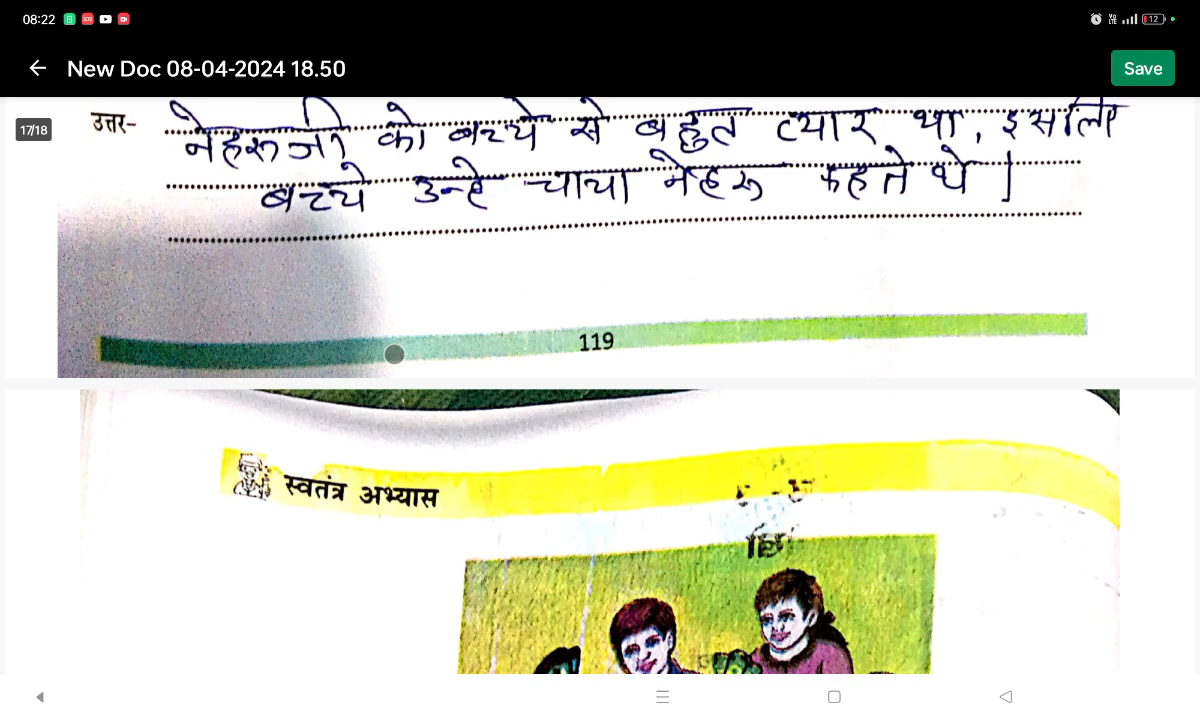 08:22
12
New Doc 08-04-2024 18.50
Save
17/18
उत्तर-
नेहरूजी को बच्चे से बहुत प्यार था, इसलि
बच्चे उन्हे चाचा नेहरू कहते थे |
119
स्वतंत्र अभ्यास